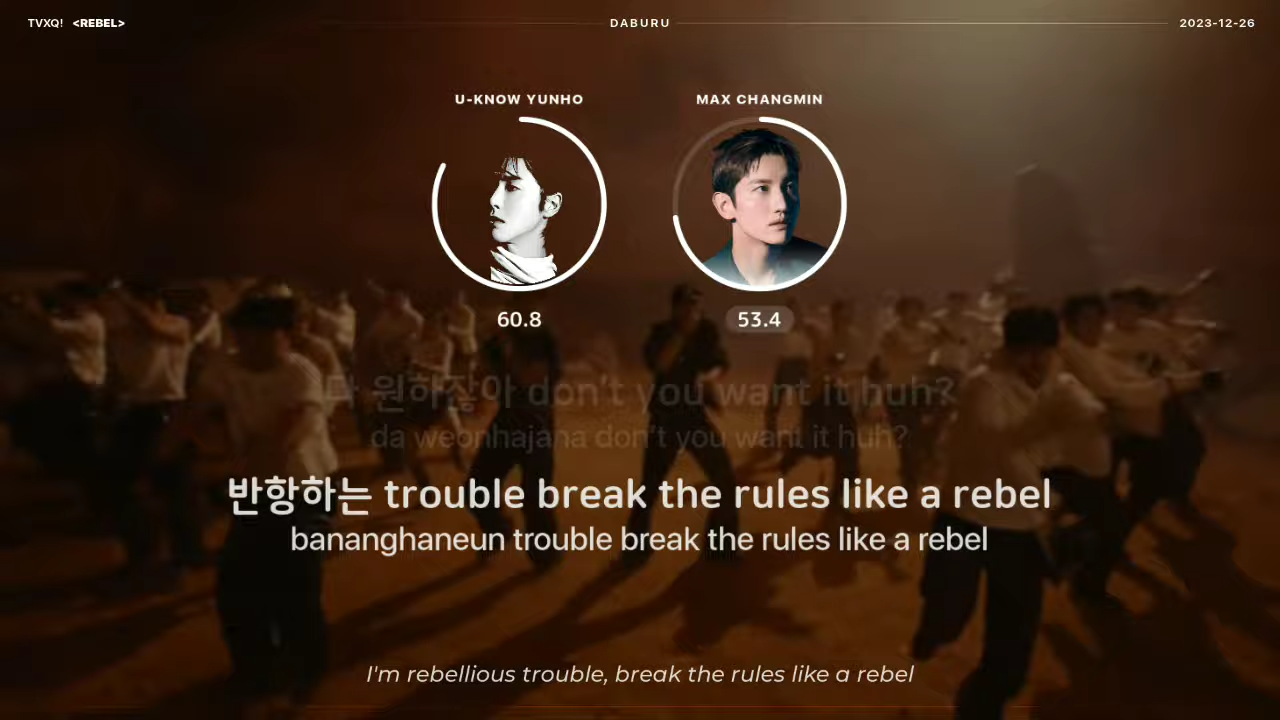 TVXQ! <REBEL>
DABURU
2023-12-26
U-KNOW YUNHO
MAX CHANGMIN
60.8
53.4
다 원하잖아 don't you want it huh?
da weonhajana don't you want it huh?
반항하는 trouble break the rules like a rebel
bananghaneun trouble break the rules like a rebel
I'm rebellious trouble, break the rules like a rebel